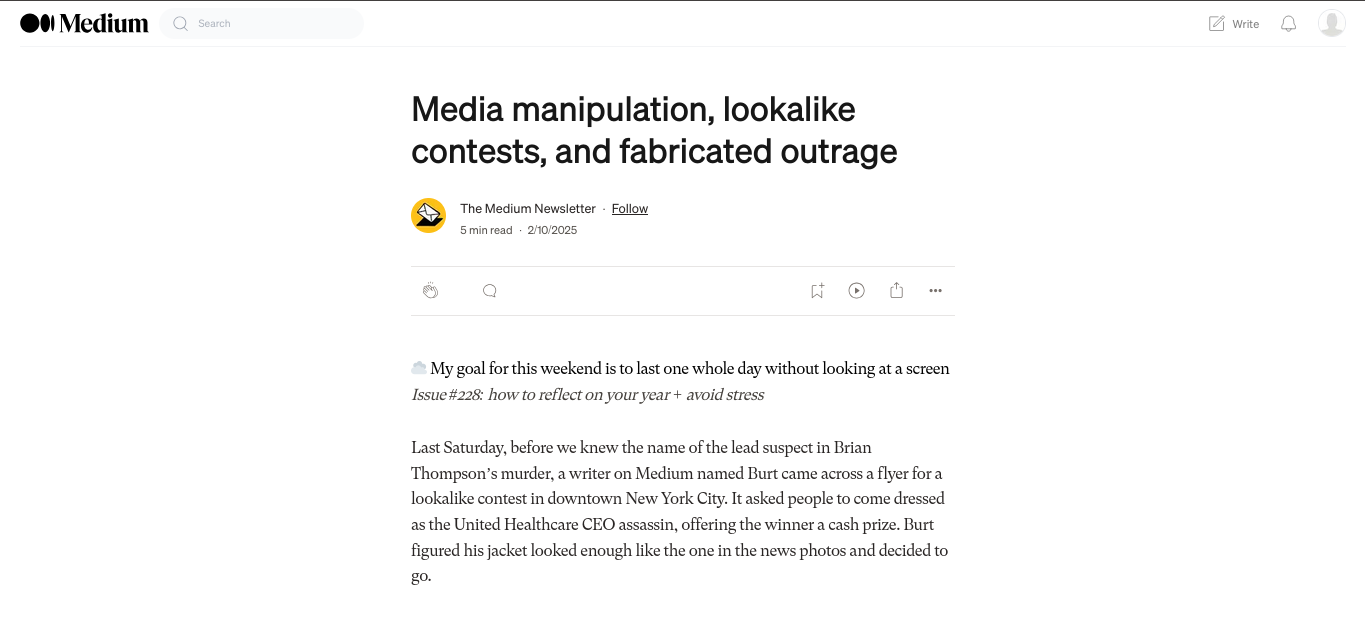 Medium
Search
Write
Media manipulation, lookalike
contests, and fabricated outrage
The Medium Newsletter · Follow
5 min read · 2/10/2025
My goal for this weekend is to last one whole day without looking at a screen
Issue #228: how to reflect on your year + avoid stress
Last Saturday, before we knew the name of the lead suspect in Brian
Thompson’s murder, a writer on Medium named Burt came across a flyer for a
lookalike contest in downtown New York City. It asked people to come dressed
as the United Healthcare CEO assassin, offering the winner a cash prize. Burt
figured his jacket looked enough like the one in the news photos and decided to
go.